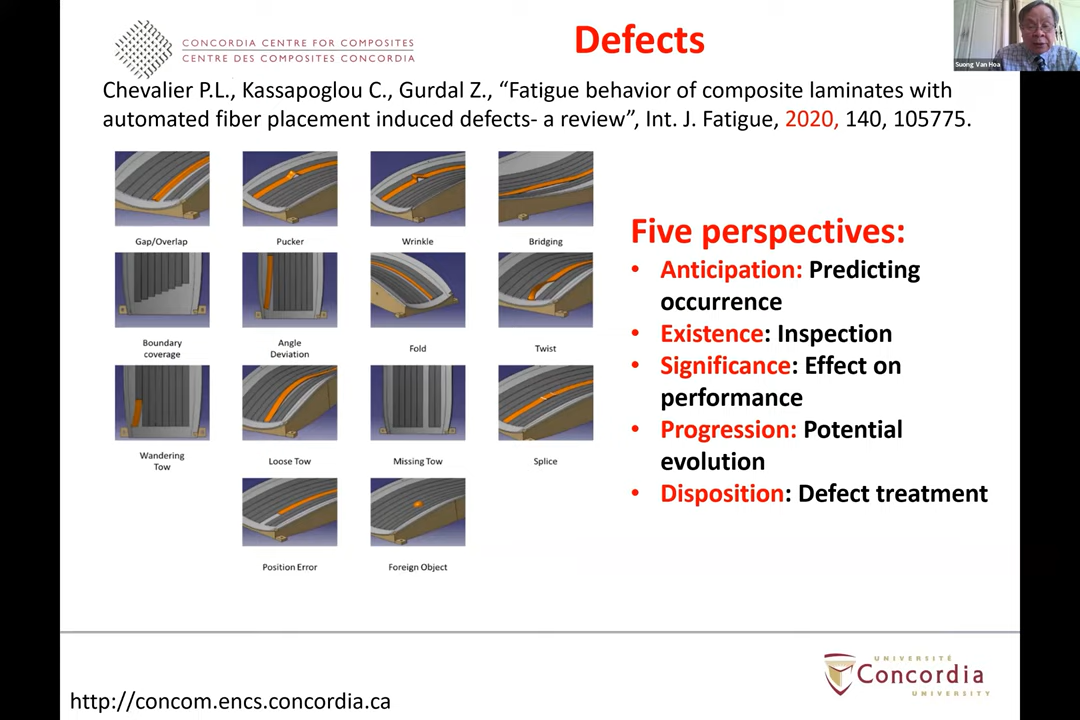 CONCORDIA CENTRE FOR COMPOSITES
CENTRE DES COMPOSITES CONCORDIA
Defects
Suong Van Hoa
Chevalier P.L., Kassapoglou C., Gurdal Z., “Fatigue behavior of composite laminates with
automated fiber placement induced defects- a review”, Int. J. Fatigue, 2020, 140, 105775.
Gap/Overlap
Pucker
Wrinkle
Bridging
Boundary
coverage
Angle
Deviation
Fold
Twist
Wandering
Tow
Loose Tow
Missing Tow
Splice
Position Error
Foreign Object
Five perspectives:
• Anticipation: Predicting
occurrence
• Existence: Inspection
• Significance: Effect on
performance
• Progression: Potential
evolution
• Disposition: Defect treatment
UNIVERSITÉ
Concordia
UNIVERSITY
http://concom.encs.concordia.ca